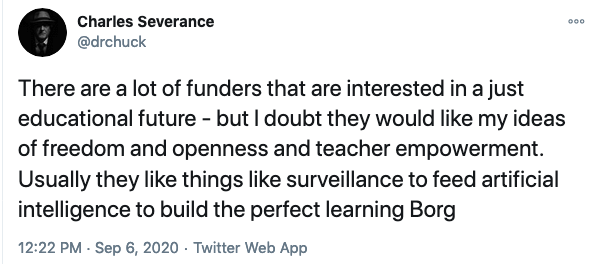 Charles Severance
@drchuck
There are a lot of funders that are interested in a just
educational future - but I doubt they would like my ideas
of freedom and openness and teacher empowerment.
Usually they like things like surveillance to feed artificial
intelligence to build the perfect learning Borg
12:22 PM · Sep 6, 2020 · Twitter Web App